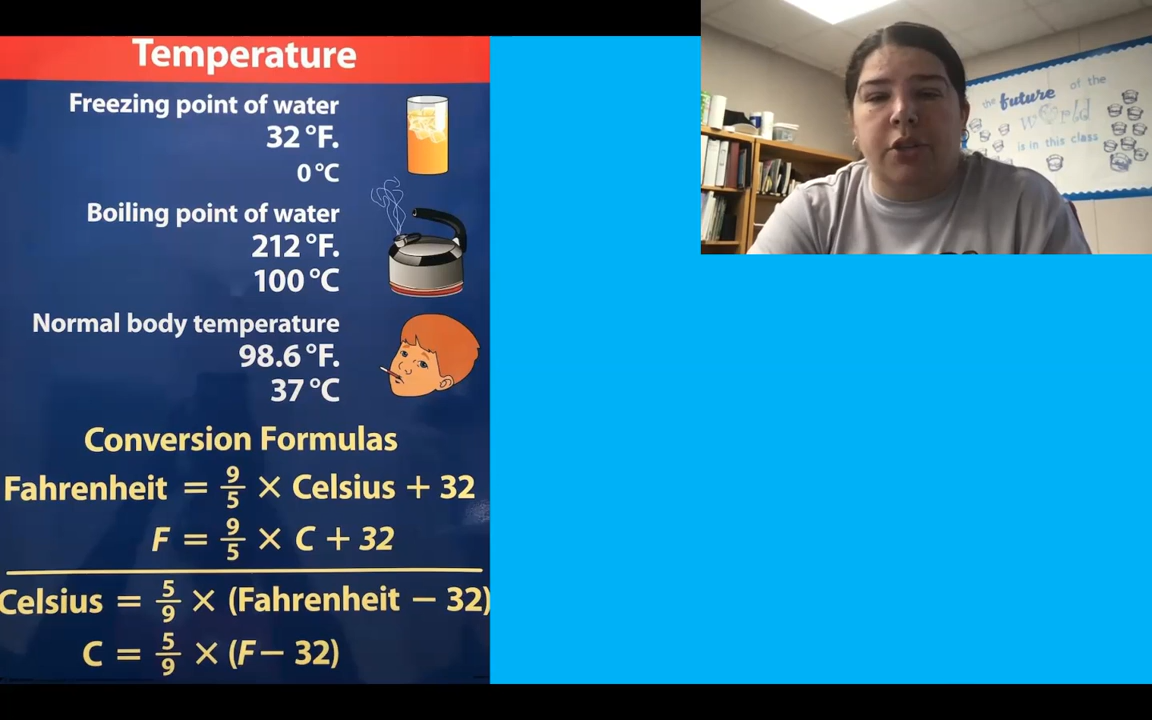 Temperature
Freezing point of water
32 °F.
0 °C
Boiling point of water
212 °F.
100 °C
Normal body temperature
98.6 °F.
37 °C
Conversion Formulas
Fahrenheit = 9/5 × Celsius + 32
F = 9/5 × C + 32
Celsius = 5/9 × (Fahrenheit − 32)
C = 5/9 × (F − 32)
the future of the
world
is in this class